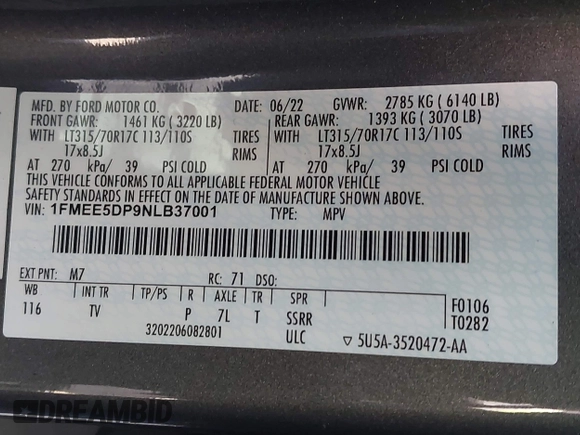 MFD. BY FORD MOTOR CO. DATE: 06/22 GVWR: 2785 KG ( 6140 LB)
FRONT GAWR: 1461 KG ( 3220 LB) REAR GAWR: 1393 KG ( 3070 LB)
WITH LT315/70R17C 113/110S TIRES WITH LT315/70R17C 113/110S TIRES
17x8.5J RIMS 17x8.5J RIMS
AT 270 kPa/ 39 PSI COLD AT 270 kPa/ 39 PSI COLD
THIS VEHICLE CONFORMS TO ALL APPLICABLE FEDERAL MOTOR VEHICLE
SAFETY STANDARDS IN EFFECT ON THE DATE OF MANUFACTURE SHOWN ABOVE.
VIN: 1FMEE5DP9NLB37001 TYPE: MPV
EXT PNT: M7 RC: 71 DSO:
WB INT TR TP/PS R AXLE TR SPR F0106
116 TV P 7L T SSRR T0282
3202206082801 ULC ▽ 5U5A-3520472-AA
DREAMBID